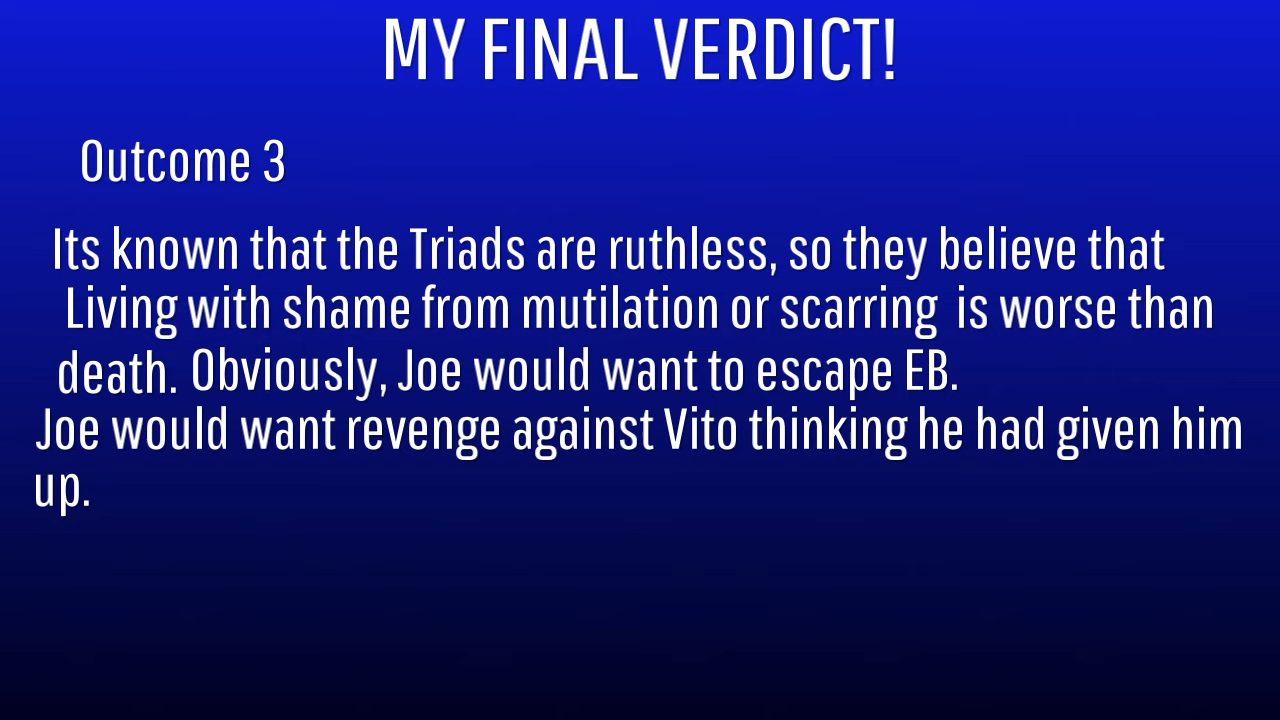 MY FINAL VERDICT!
Outcome 3
Its known that the Triads are ruthless, so they believe that
Living with shame from mutilation or scarring is worse than
death. Obviously, Joe would want to escape EB.
Joe would want revenge against Vito thinking he had given him
up.